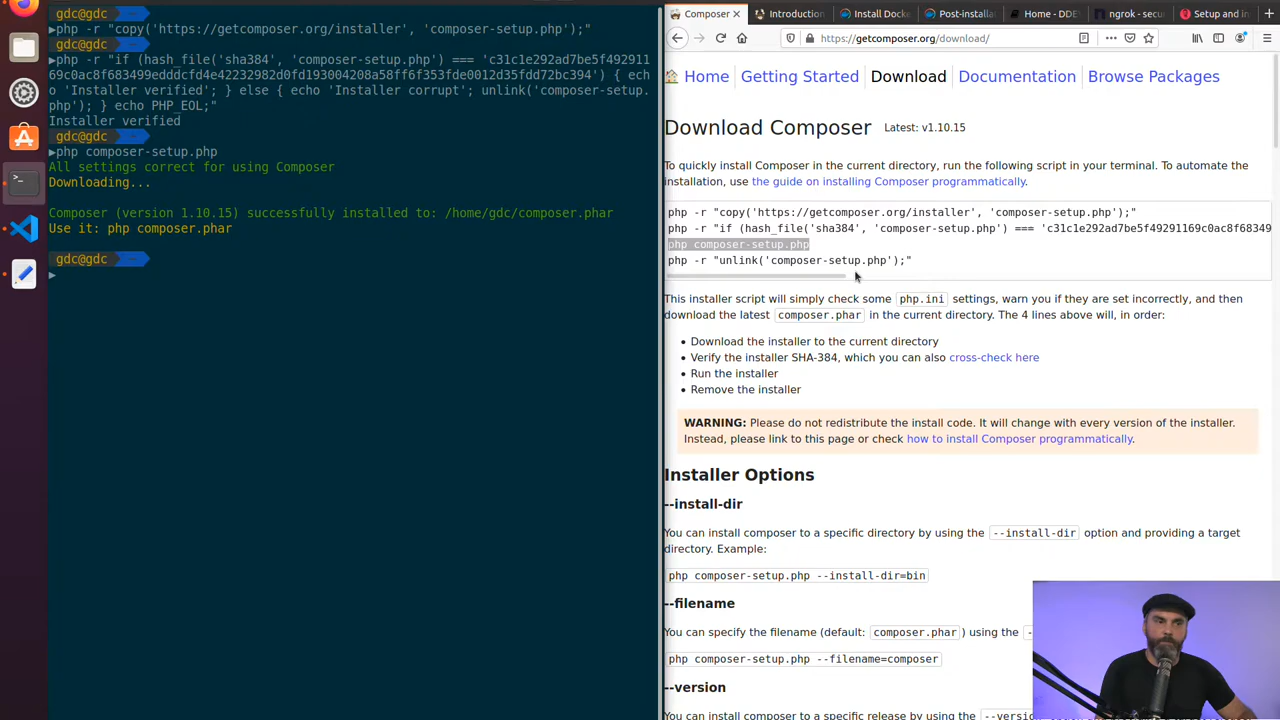 gdc@gdc ~
▶php -r "copy('https://getcomposer.org/installer', 'composer-setup.php');"
gdc@gdc ~
▶php -r "if (hash_file('sha384', 'composer-setup.php') === 'c31c1e292ad7be5f492911
69c0ac8f683499edddcfd4e42232982d0fd193004208a58ff6f353fde0012d35fdd72bc394') { ech
o 'Installer verified'; } else { echo 'Installer corrupt'; unlink('composer-setup.
php'); } echo PHP_EOL;"
Installer verified
gdc@gdc ~
▶php composer-setup.php
All settings correct for using Composer
Downloading...
Composer (version 1.10.15) successfully installed to: /home/gdc/composer.phar
Use it: php composer.phar
gdc@gdc ~
▶
Composer
Introduction
Install Docke
Post-installa
Home - DDE
ngrok - secu
Setup and in
https://getcomposer.org/download/
Home
Getting Started
Download
Documentation
Browse Packages
Download Composer Latest: v1.10.15
To quickly install Composer in the current directory, run the following script in your terminal. To automate the
installation, use the guide on installing Composer programmatically.
php -r "copy('https://getcomposer.org/installer', 'composer-setup.php');"
php -r "if (hash_file('sha384', 'composer-setup.php') === 'c31c1e292ad7be5f49291169c0ac8f68349
php composer-setup.php
php -r "unlink('composer-setup.php');"
This installer script will simply check some php.ini settings, warn you if they are set incorrectly, and then
download the latest composer.phar in the current directory. The 4 lines above will, in order:
• Download the installer to the current directory
• Verify the installer SHA-384, which you can also cross-check here
• Run the installer
• Remove the installer
WARNING: Please do not redistribute the install code. It will change with every version of the installer.
Instead, please link to this page or check how to install Composer programmatically.
Installer Options
--install-dir
You can install composer to a specific directory by using the --install-dir option and providing a target
directory. Example:
php composer-setup.php --install-dir=bin
--filename
You can specify the filename (default: composer.phar) using the -
php composer-setup.php --filename=composer
--version
You can install composer to a specific release by using the --version